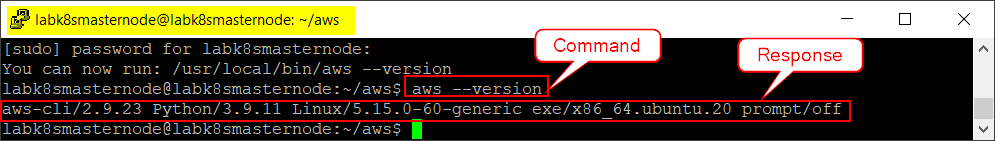 labk8smasternode@labk8smasternode: ~/aws
[sudo] password for labk8smasternode:
You can now run: /usr/local/bin/aws --version
labk8smasternode@labk8smasternode:~/aws$ aws --version
aws-cli/2.9.23 Python/3.9.11 Linux/5.15.0-60-generic exe/x86_64.ubuntu.20 prompt/off
labk8smasternode@labk8smasternode:~/aws$
Command
Response